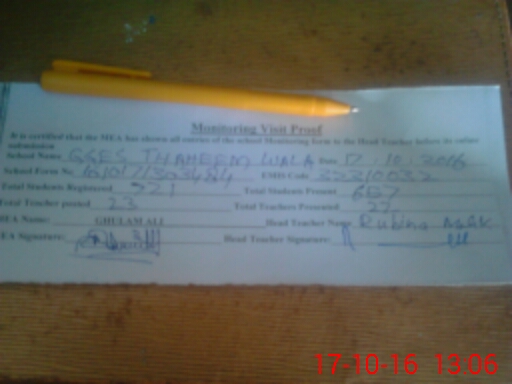 Monitoring Visit Proof
It is certified that the MEA has shown all entries of the school Monitoring form to the Head Teacher before its online
submission
School Name GGES THAHEEM WALA Date 17.10.2016
School Form No EMIS Code 32210032
Total Students Registered 721 Total Students Present 667
Total Teacher posted 23 Total Teachers Presented 22
MEA Name: GHULAM ALI Head Teacher Name Rubina
MEA Signature: Head Teacher Signature:
17-10-16 13:06